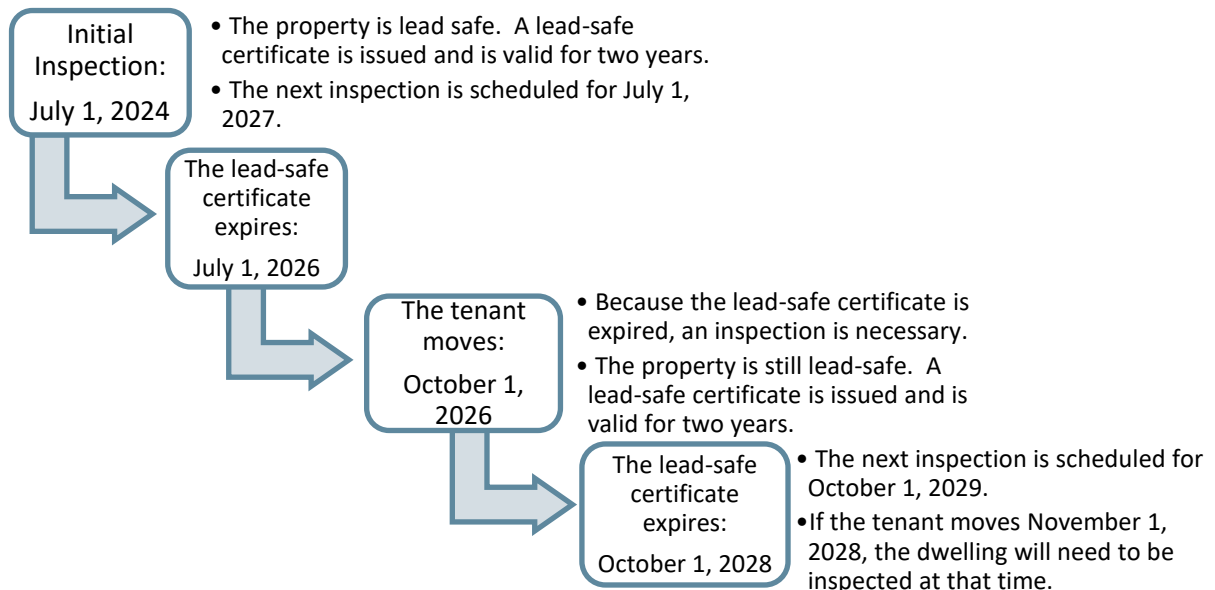 Initial
Inspection:
July 1, 2024
• The property is lead safe.  A lead-safe
certificate is issued and is valid for two years.
• The next inspection is scheduled for July 1,
2027.
The lead-safe
certificate
expires:
July 1, 2026
The tenant
moves:
October 1,
2026
• Because the lead-safe certificate is
expired, an inspection is necessary.
• The property is still lead-safe.  A
lead-safe certificate is issued and is
valid for two years.
The lead-safe
certificate
expires:
October 1, 2028
• The next inspection is scheduled for
October 1, 2029.
•If the tenant moves November 1,
2028, the dwelling will need to be
inspected at that time.